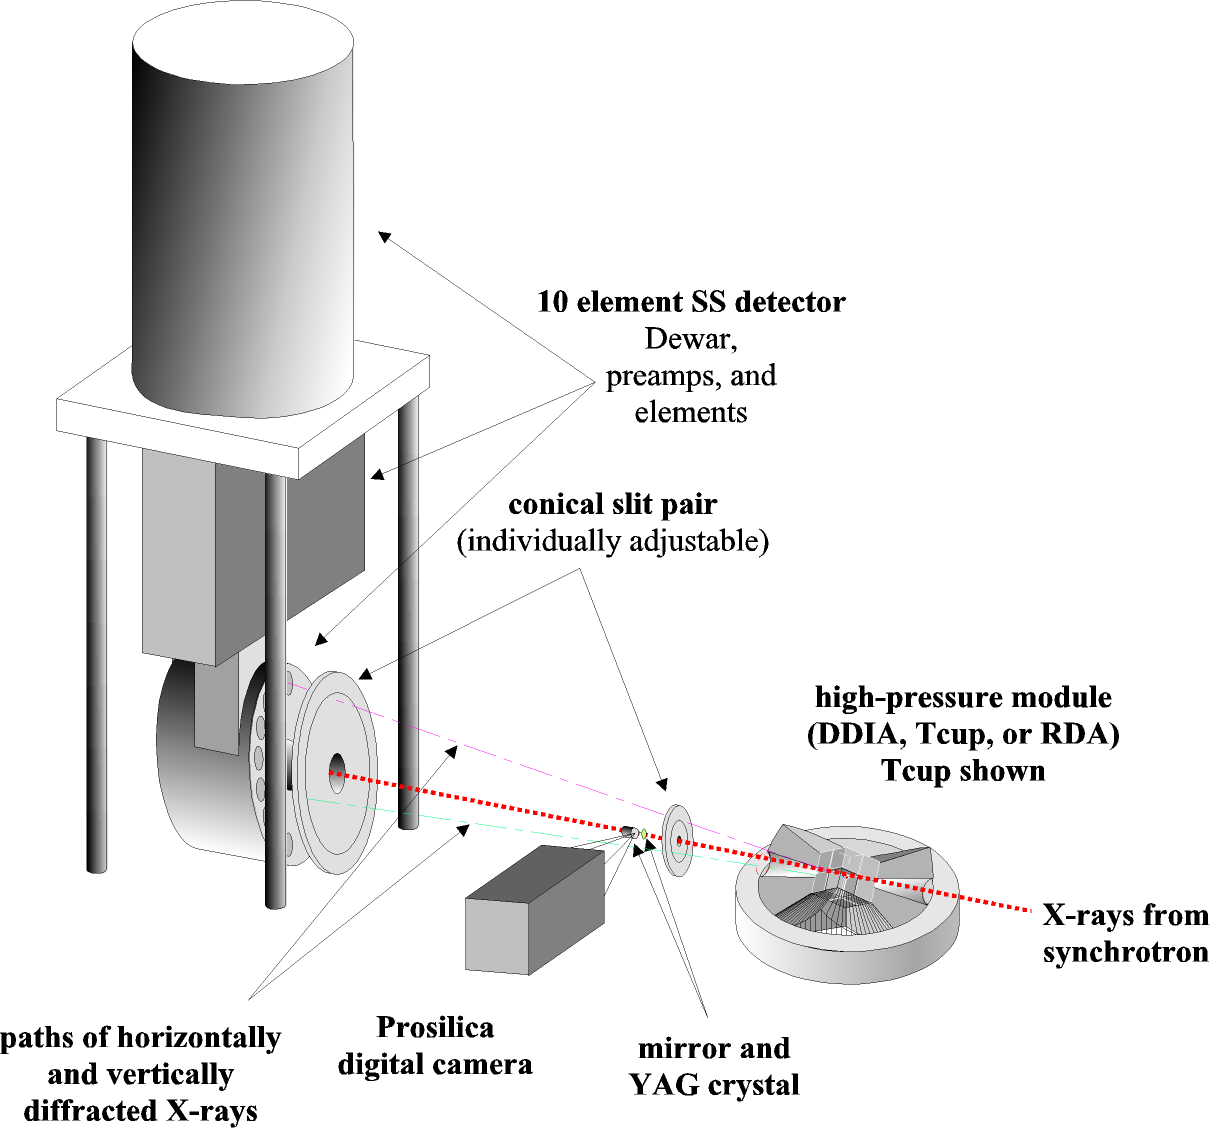 10 element SS detector
Dewar,
preamps, and
elements
conical slit pair
(individually adjustable)
high-pressure module
(DDIA, Tcup, or RDA)
Tcup shown
X-rays from
synchrotron
paths of horizontally
and vertically
diffracted X-rays
Prosilica
digital camera
mirror and
YAG crystal